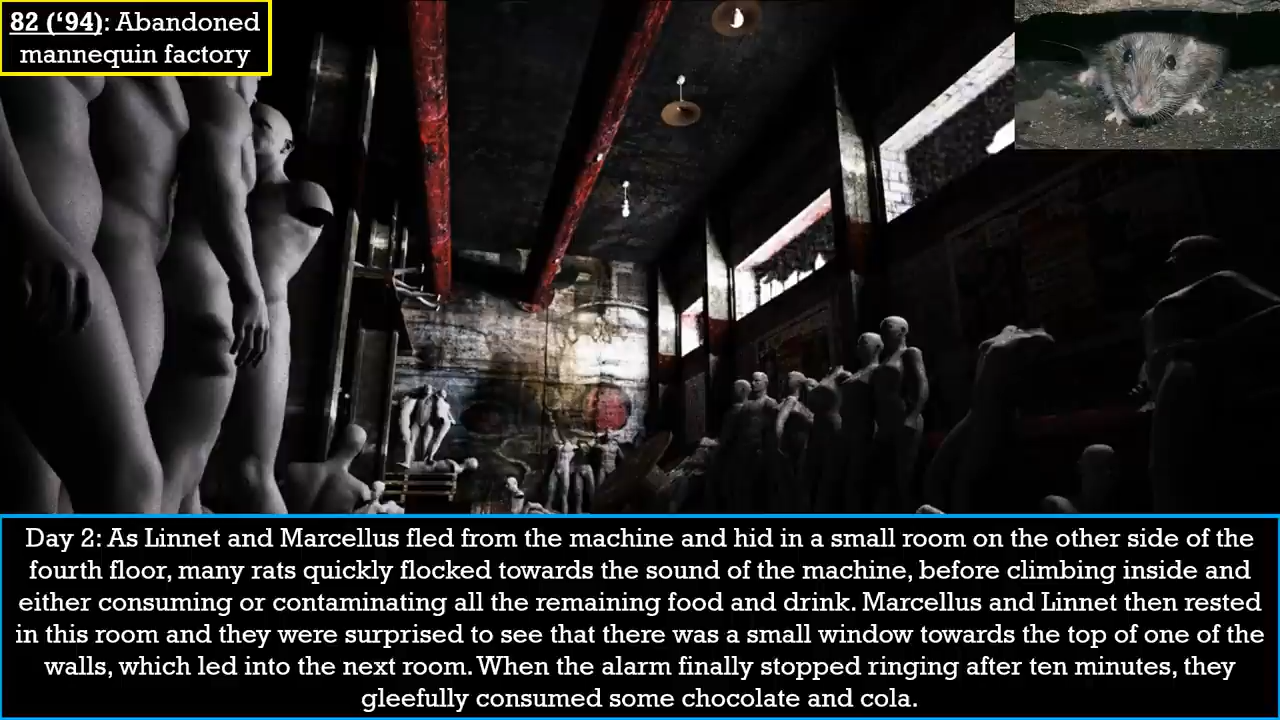 82 (‘94): Abandoned
mannequin factory
Day 2: As Linnet and Marcellus fled from the machine and hid in a small room on the other side of the
fourth floor, many rats quickly flocked towards the sound of the machine, before climbing inside and
either consuming or contaminating all the remaining food and drink. Marcellus and Linnet then rested
in this room and they were surprised to see that there was a small window towards the top of one of the
walls, which led into the next room. When the alarm finally stopped ringing after ten minutes, they
gleefully consumed some chocolate and cola.